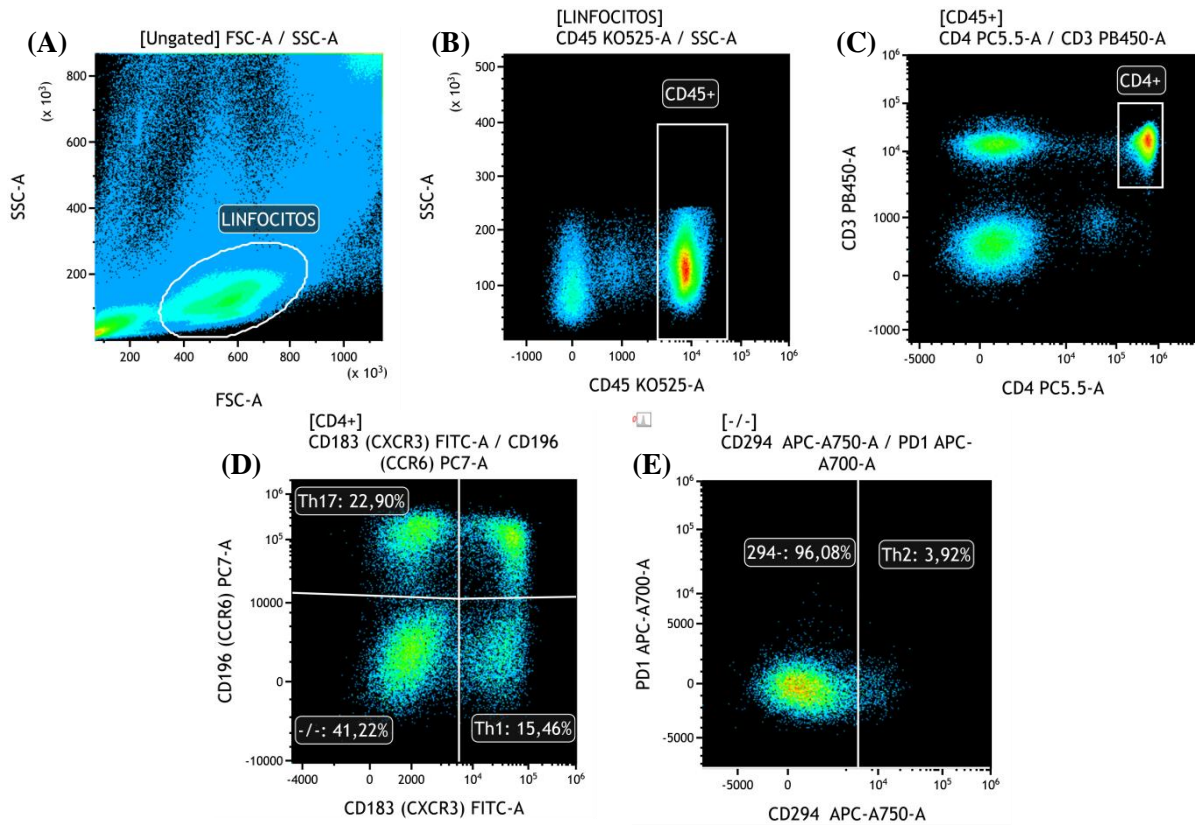 (A)
[Ungated] FSC-A / SSC-A
800
(x 10³)
600
400
200
SSC-A
LINFOCITOS
200
400
600
800
1000
(x 10³)
FSC-A
(B)
[LINFOCITOS]
CD45 KO525-A / SSC-A
500
(x 10³)
400
300
200
100
SSC-A
CD45+
-1000
0
1000
10⁵
10⁶
CD45 KO525-A
(C)
[CD45+]
CD4 PC5.5-A / CD3 PB450-A
10⁶
10⁵
10⁴
1000
0
-1000
CD3 PB450-A
CD4+
-5000
0
10⁴
10⁵
10⁶
CD4 PC5.5-A
(D)
[CD4+]
CD183 (CXCR3) FITC-A / CD196
(CCR6) PC7-A
10⁶
10⁵
10000
0
-10000
CD196 (CCR6) PC7-A
Th17: 22,90%
-/-: 41,22%
Th1: 15,46%
-4000
0
2000
10⁴
10⁵
10⁶
CD183 (CXCR3) FITC-A
(E)
[-/-]
CD294 APC-A750-A / PD1 APC-
A700-A
10⁶
10⁵
10⁴
5000
0
-5000
PD1 APC-A700-A
294-: 96,08%
Th2: 3,92%
-5000
0
10⁴
10⁵
10⁶
CD294 APC-A750-A